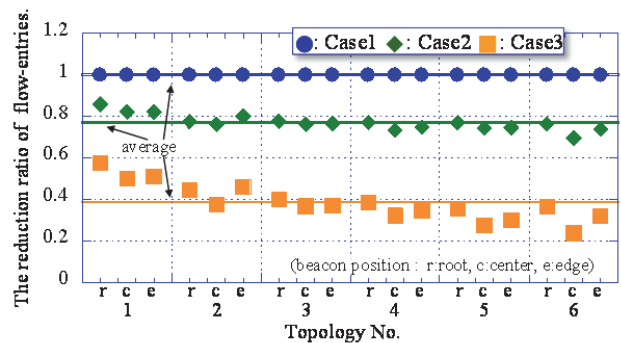 The reduction ratio of flow-entries.
1.2
1
0.8
0.6
0.4
0.2
0
: Case1 : Case2 : Case3
average
(beacon position : r:root, c:center, e:edge)
r c e r c e r c e r c e r c e r c e
1 2 3 4 5 6
Topology No.